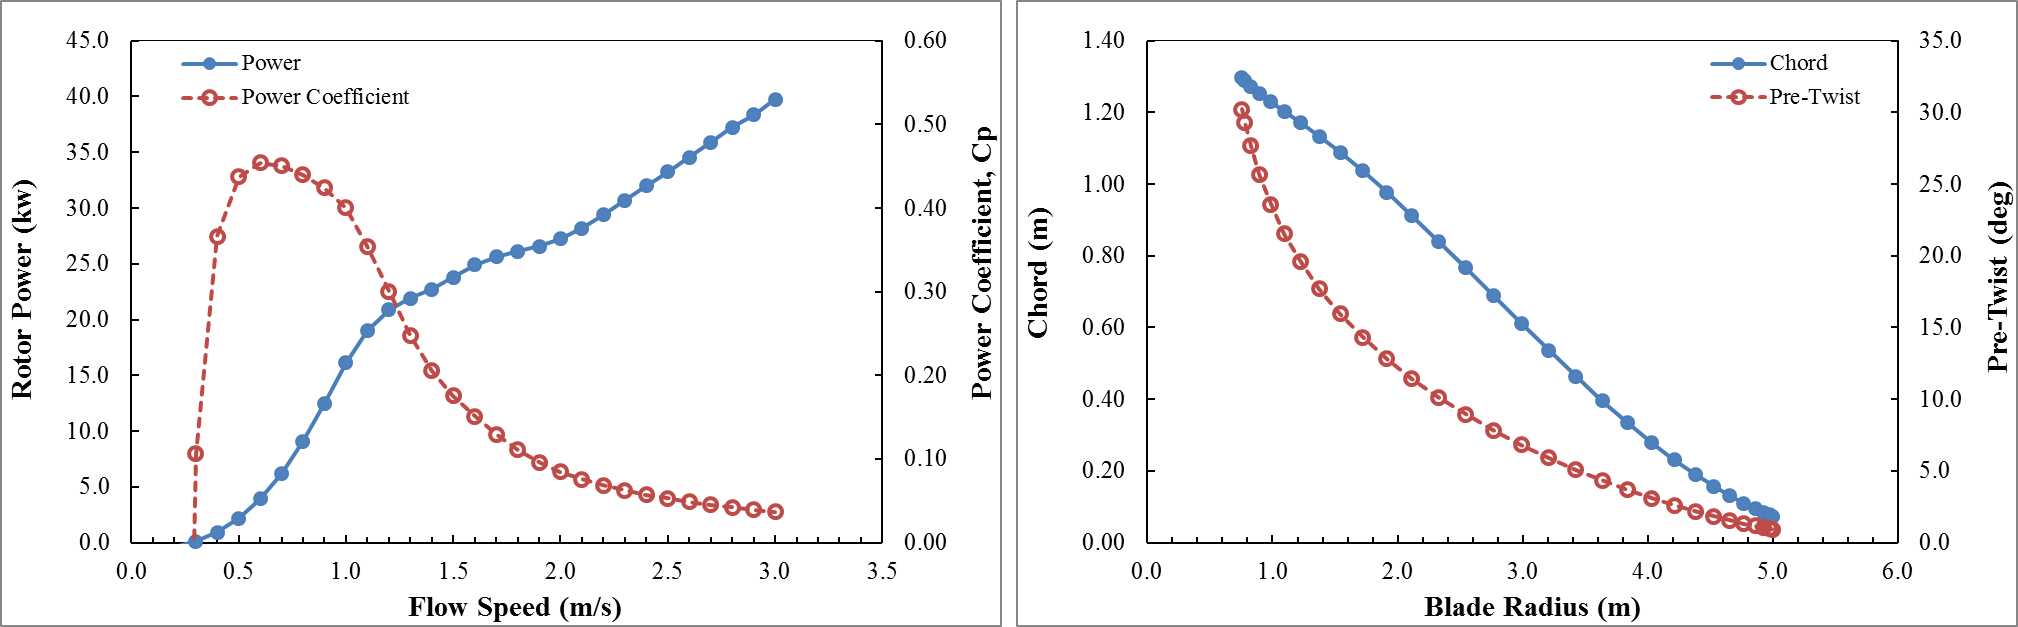 45.0
40.0
35.0
30.0
25.0
20.0
15.0
10.0
5.0
0.0
Rotor Power (kw)
Power
Power Coefficient
0.60
0.50
0.40
0.30
0.20
0.10
0.00
Power Coefficient, Cp
0.0 0.5 1.0 1.5 2.0 2.5 3.0 3.5
Flow Speed (m/s)
1.40
1.20
1.00
0.80
0.60
0.40
0.20
0.00
Chord (m)
Chord
Pre-Twist
35.0
30.0
25.0
20.0
15.0
10.0
5.0
0.0
Pre-Twist (deg)
0.0 1.0 2.0 3.0 4.0 5.0 6.0
Blade Radius (m)